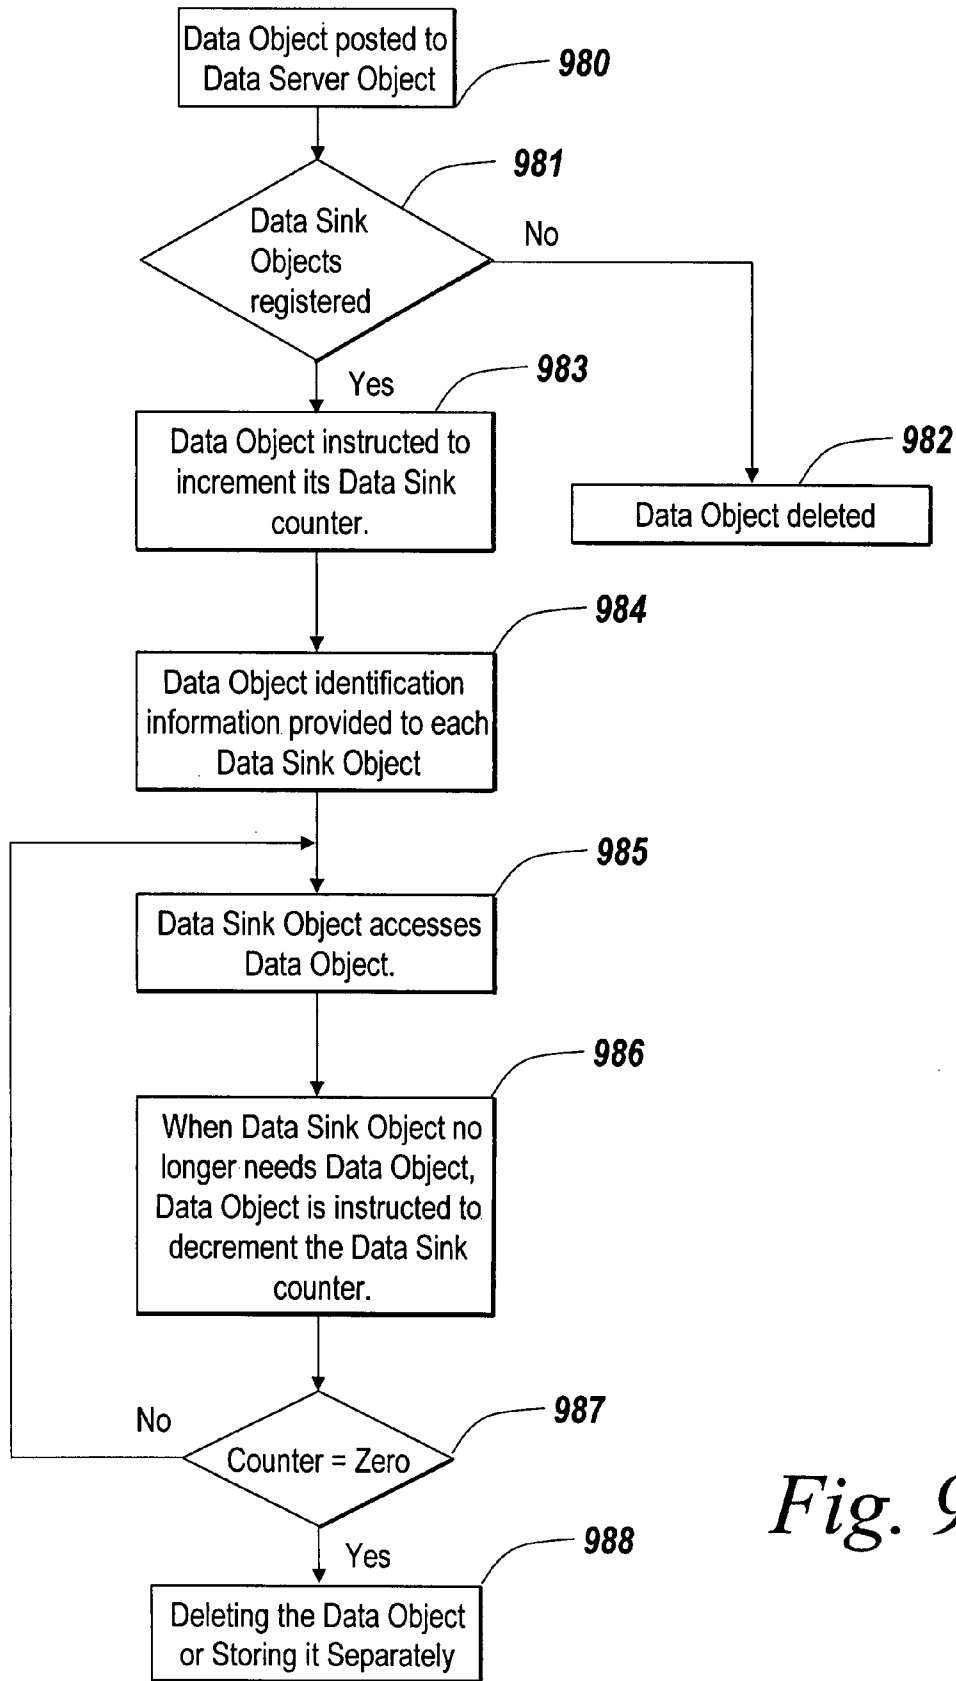 Data Object posted to
Data Server Object
980
981
Data Sink
Objects
registered
No
Yes
983
Data Object instructed to
increment its Data Sink
counter.
982
Data Object deleted
984
Data Object identification
information provided to each
Data Sink Object
985
Data Sink Object accesses
Data Object.
986
When Data Sink Object no
longer needs Data Object,
Data Object is instructed to
decrement the Data Sink
counter.
No
987
Counter = Zero
Fig. 9
Yes
988
Deleting the Data Object
or Storing it Separately